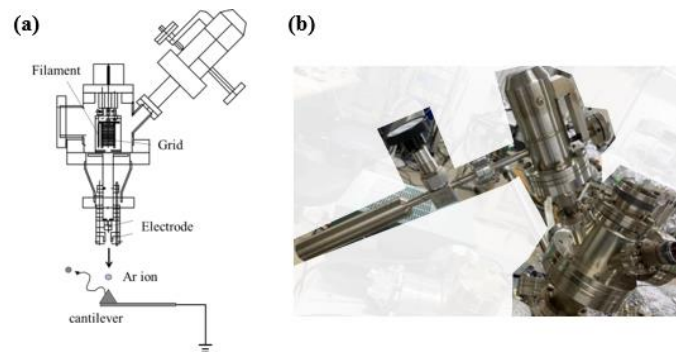 (a)
(b)
Filament
Grid
Electrode
Ar ion
cantilever